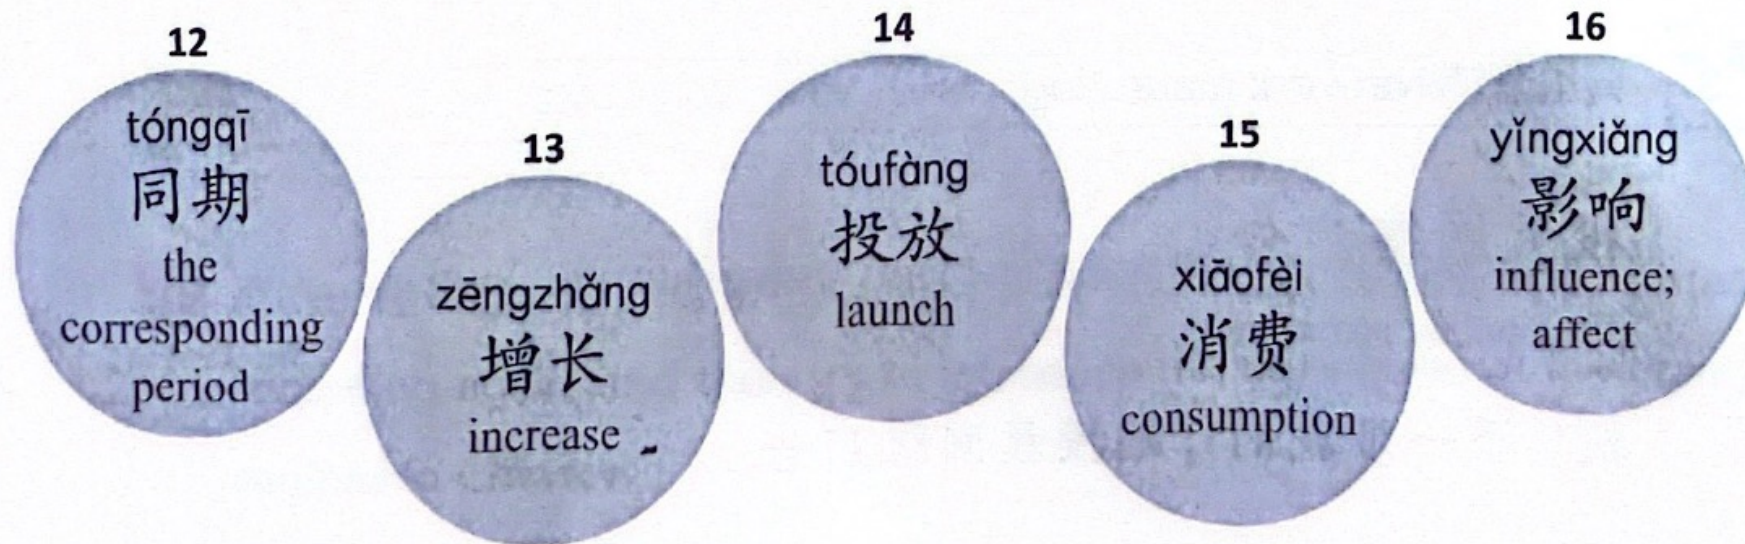 12
tóngqī
同期
the
corresponding
period
13
zēngzhǎng
增长
increase
14
tóufàng
投放
launch
15
xiāofèi
消费
consumption
16
yǐngxiǎng
影响
influence;
affect